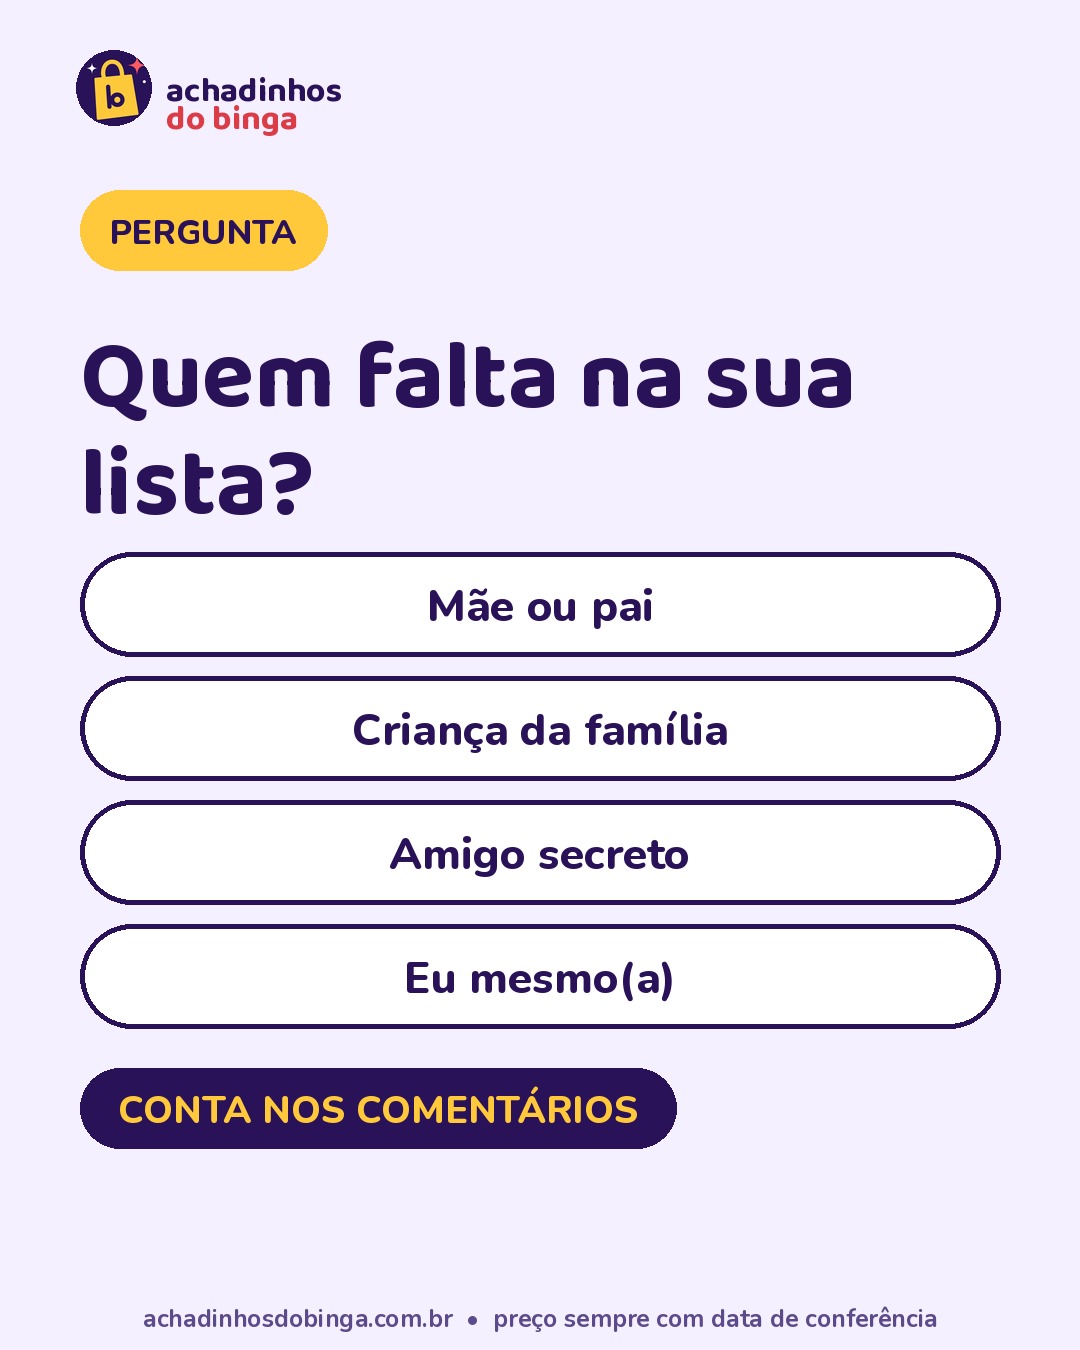 b
achadinhos
do binga
PERGUNTA
Quem falta na sua
lista?
Mãe ou pai
Criança da família
Amigo secreto
Eu mesmo(a)
CONTA NOS COMENTÁRIOS
achadinhosdobinga.com.br • preço sempre com data de conferência